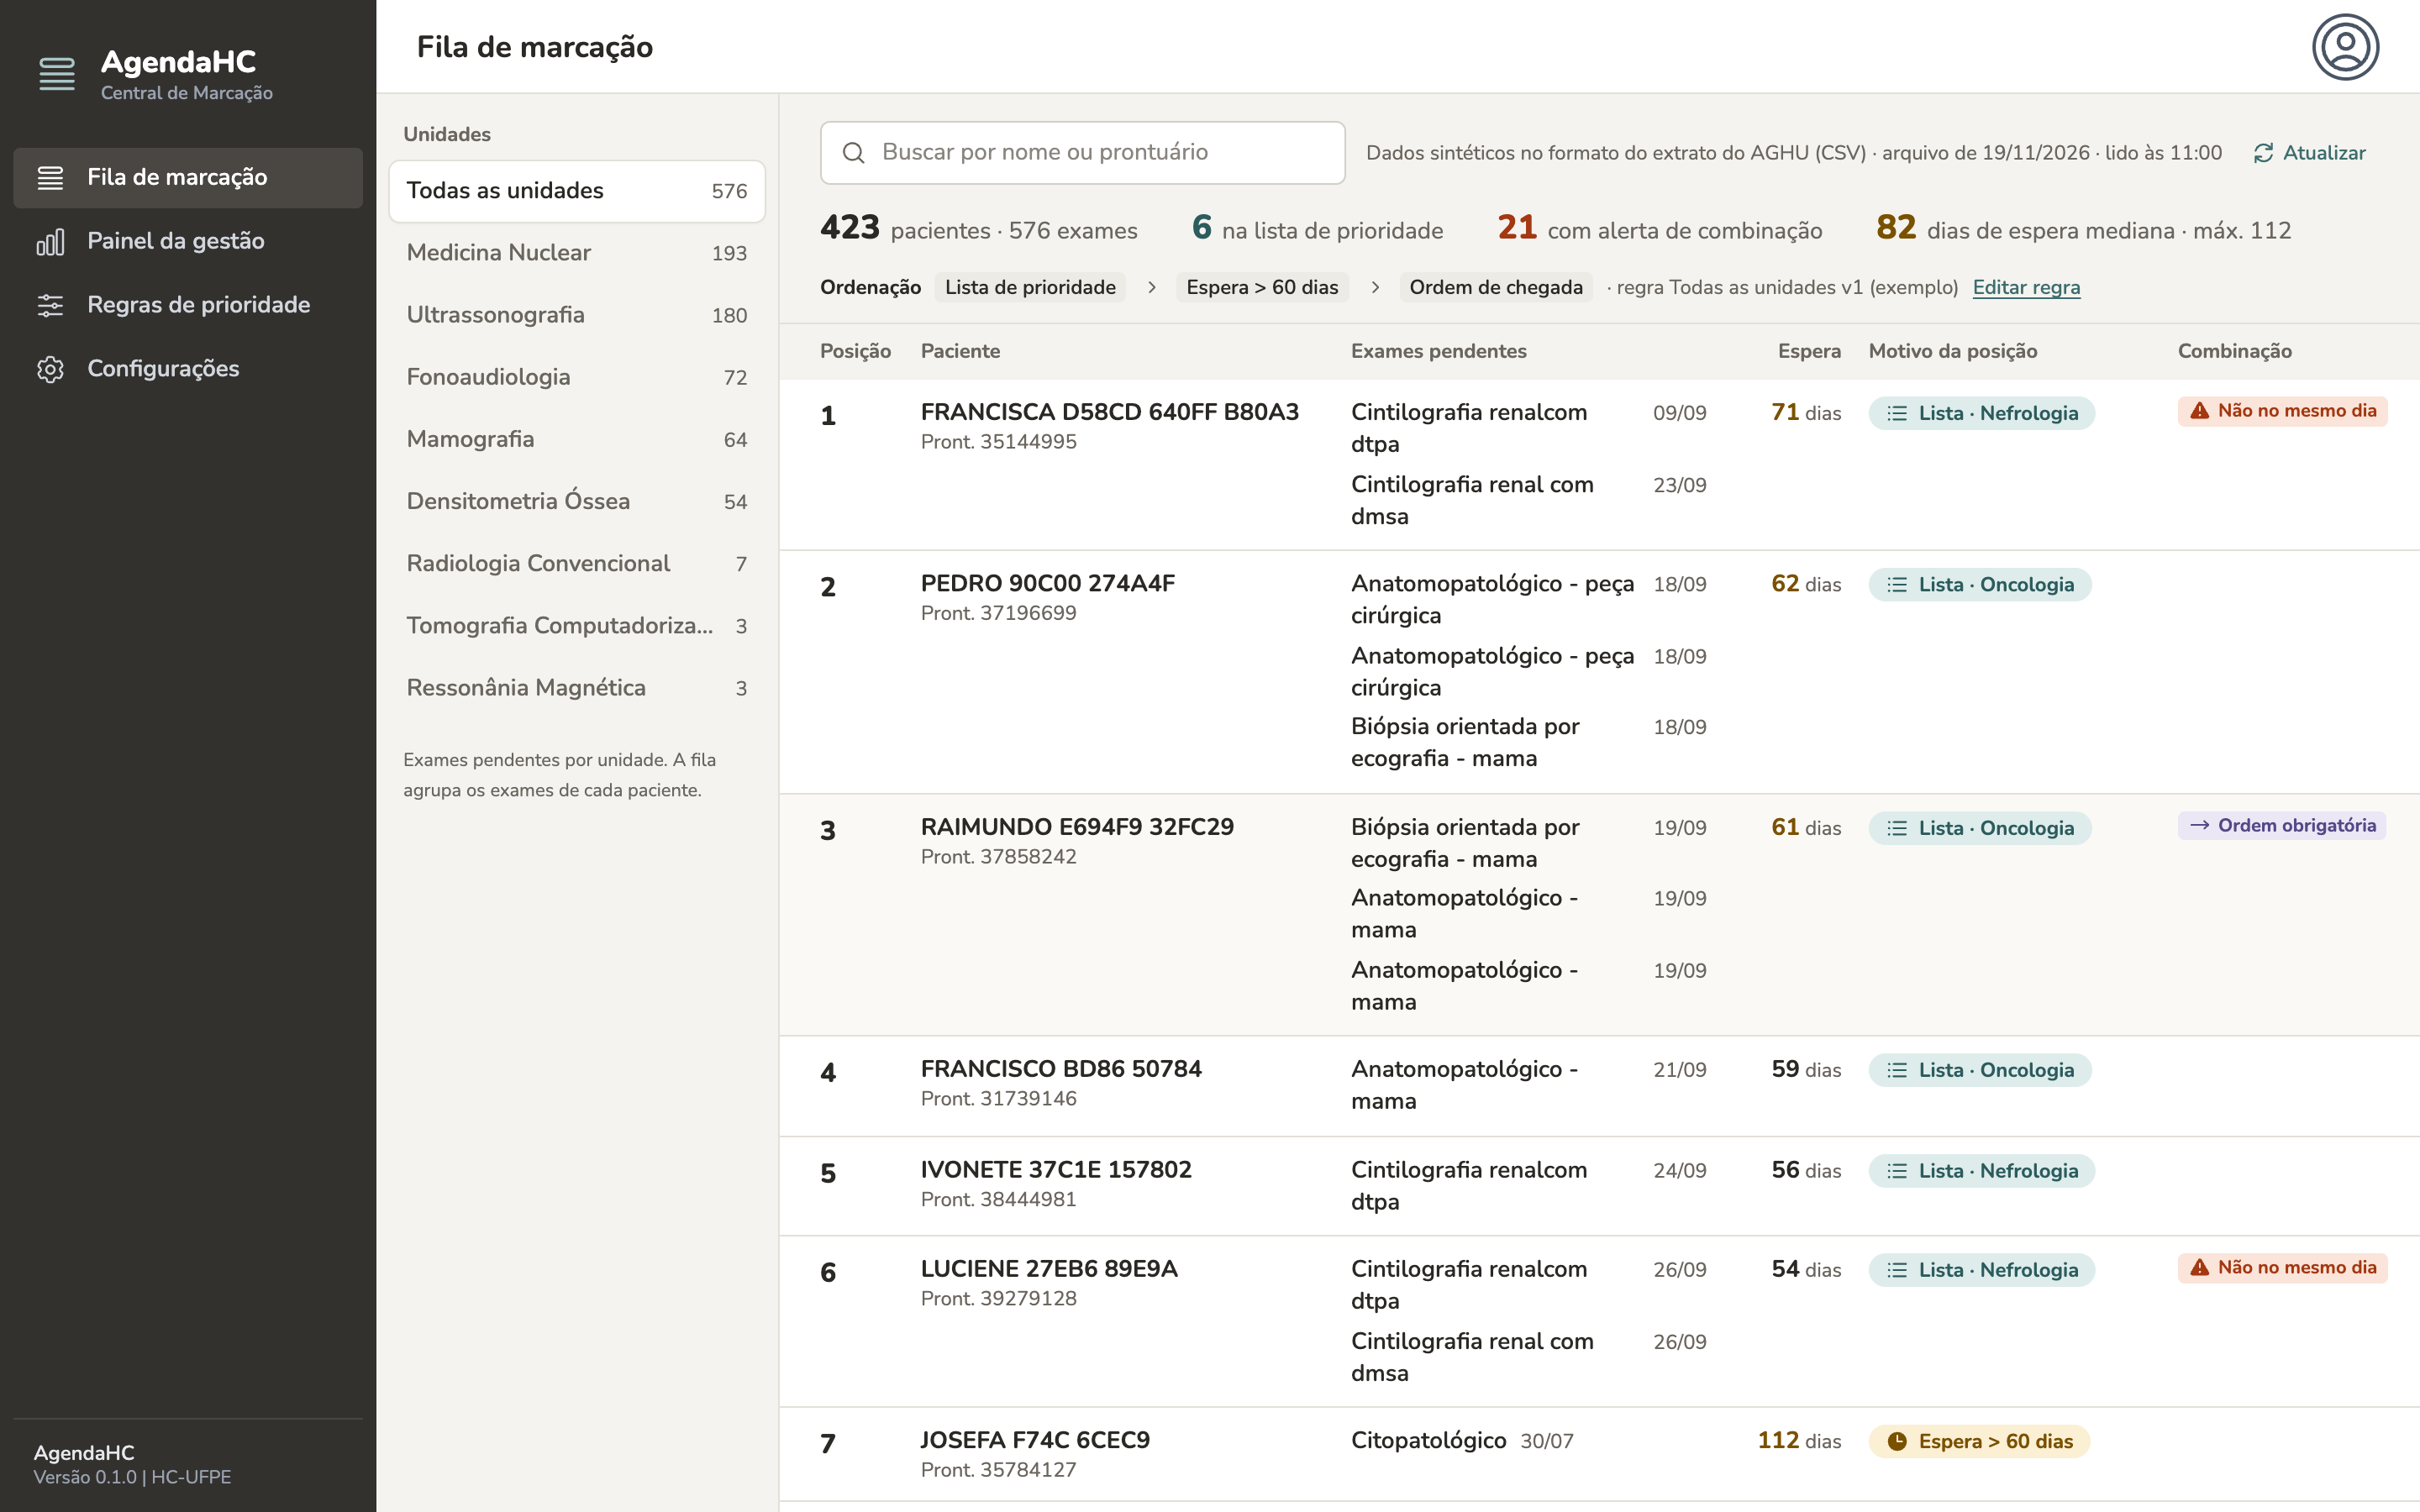 AgendaHC
Central de Marcação
Fila de marcação
Painel da gestão
Regras de prioridade
Configurações
AgendaHC
Versão 0.1.0 | HC-UFPE
Fila de marcação
Unidades
Todas as unidades 576
Medicina Nuclear 193
Ultrassonografia 180
Fonoaudiologia 72
Mamografia 64
Densitometria Óssea 54
Radiologia Convencional 7
Tomografia Computadoriza... 3
Ressonânia Magnética 3
Exames pendentes por unidade. A fila
agrupa os exames de cada paciente.
Buscar por nome ou prontuário
Dados sintéticos no formato do extrato do AGHU (CSV) · arquivo de 19/11/2026 · lido às 11:00
Atualizar
423 pacientes · 576 exames
6 na lista de prioridade
21 com alerta de combinação
82 dias de espera mediana · máx. 112
Ordenação Lista de prioridade > Espera > 60 dias > Ordem de chegada · regra Todas as unidades v1 (exemplo) Editar regra
Posição Paciente Exames pendentes Espera Motivo da posição Combinação
1 FRANCISCA D58CD 640FF B80A3
Pront. 35144995
Cintilografia renalcom 09/09
dtpa
Cintilografia renal com 23/09
dmsa
71 dias
Lista · Nefrologia
Não no mesmo dia
2 PEDRO 90C00 274A4F
Pront. 37196699
Anatomopatológico - peça 18/09
cirúrgica
Anatomopatológico - peça 18/09
cirúrgica
Biópsia orientada por 18/09
ecografia - mama
62 dias
Lista · Oncologia
3 RAIMUNDO E694F9 32FC29
Pront. 37858242
Biópsia orientada por 19/09
ecografia - mama
Anatomopatológico - 19/09
mama
Anatomopatológico - 19/09
mama
61 dias
Lista · Oncologia
→ Ordem obrigatória
4 FRANCISCO BD86 50784
Pront. 31739146
Anatomopatológico - 21/09
mama
59 dias
Lista · Oncologia
5 IVONETE 37C1E 157802
Pront. 38444981
Cintilografia renalcom 24/09
dtpa
56 dias
Lista · Nefrologia
6 LUCIENE 27EB6 89E9A
Pront. 39279128
Cintilografia renalcom 26/09
dtpa
Cintilografia renal com 26/09
dmsa
54 dias
Lista · Nefrologia
Não no mesmo dia
7 JOSEFA F74C 6CEC9
Pront. 35784127
Citopatológico 30/07
112 dias
Espera > 60 dias